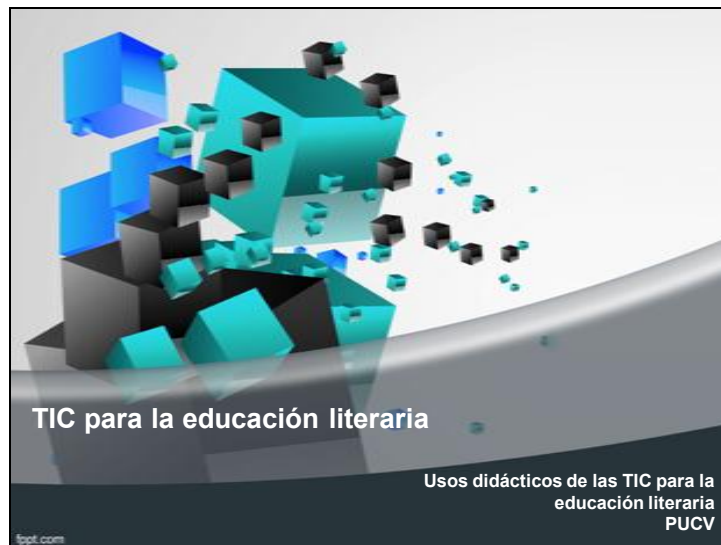 TIC para la educación literaria
Usos didácticos de las TIC para la
educación literaria
PUCV
fppt.com